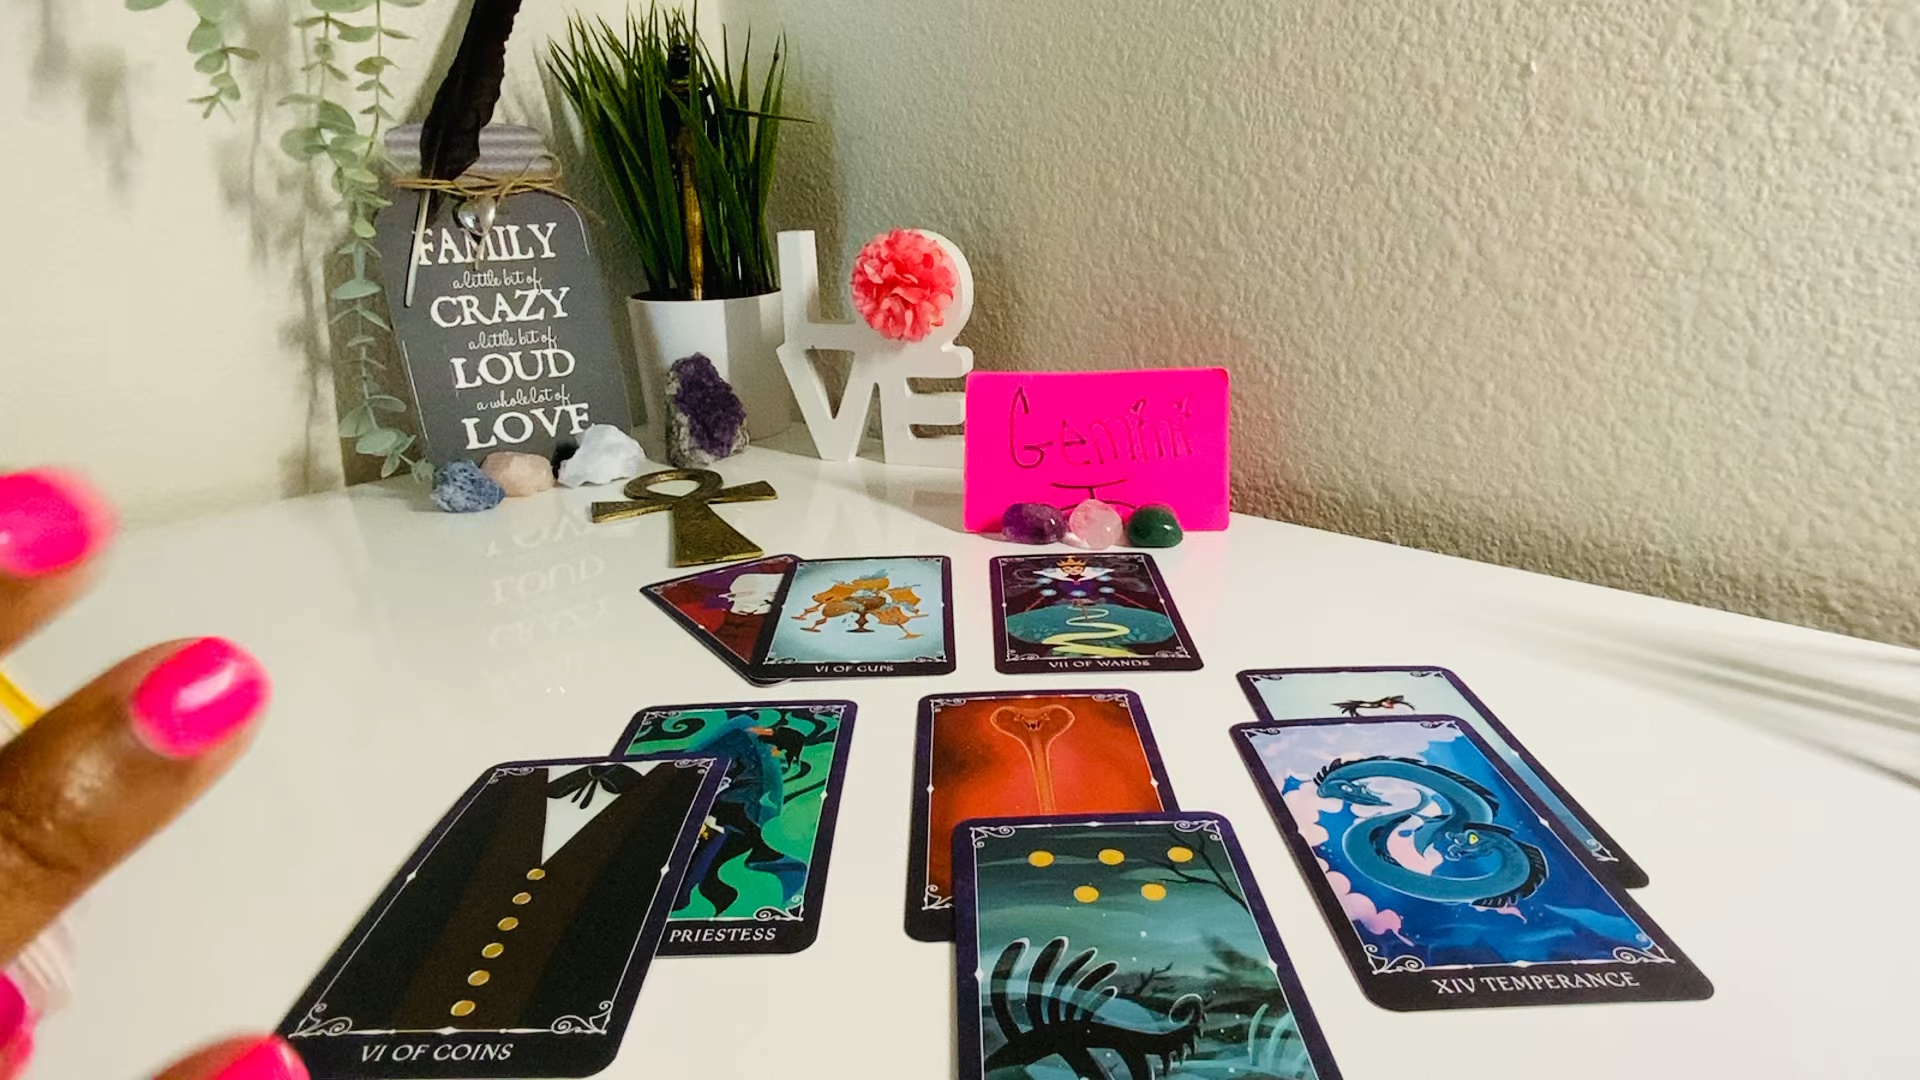 FAMILY
a little bit of
CRAZY
a little bit of
LOUD
a whole lot of
LOVE
LOVE
Gemini
VI OF CUPS
VII OF WANDS
PRIESTESS
XIV TEMPERANCE
VI OF COINS